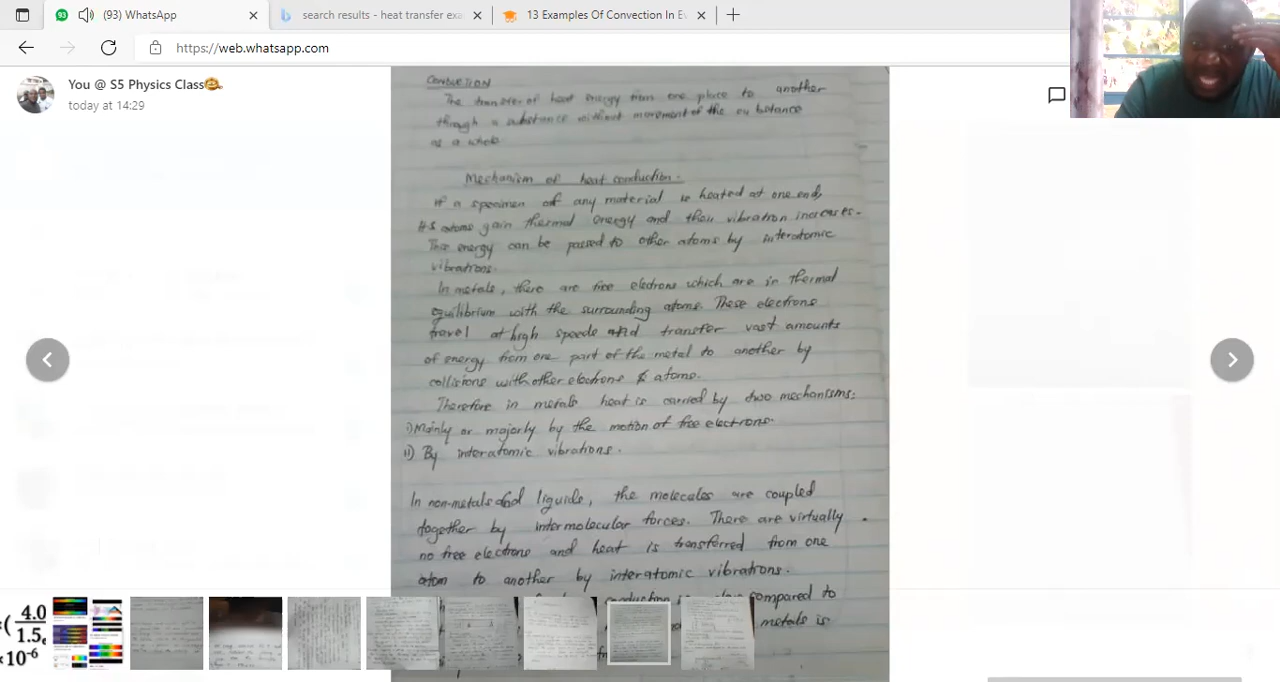 93
(93) WhatsApp
search results - heat transfer exa
13 Examples Of Convection In Ev
https://web.whatsapp.com
You @ S5 Physics Class
today at 14:29
CONDUCTION
The transfer of heat energy from one place to another
through a substance without movement of the substance
as a whole
Mechanism of heat conduction.
If a specimen of any material is heated at one end,
its atoms gain thermal energy and their vibration increases.
This energy can be passed to other atoms by interatomic
vibrations.
In metals, there are free electrons which are in thermal
equilibrium with the surrounding atoms. These electrons
travel at high speeds and transfer vast amounts
of energy from one part of the metal to another by
collisions with other electrons & atoms.
Therefore in metals heat is carried by two mechanisms:
i) Mainly or majorly by the motion of free electrons.
ii) By interatomic vibrations.
In non-metals and liquids, the molecules are coupled
together by intermolecular forces. There are virtually
no free electrons and heat is transferred from one
atom to another by interatomic vibrations.
compared to
metals is
4.0
1.5
×10-6